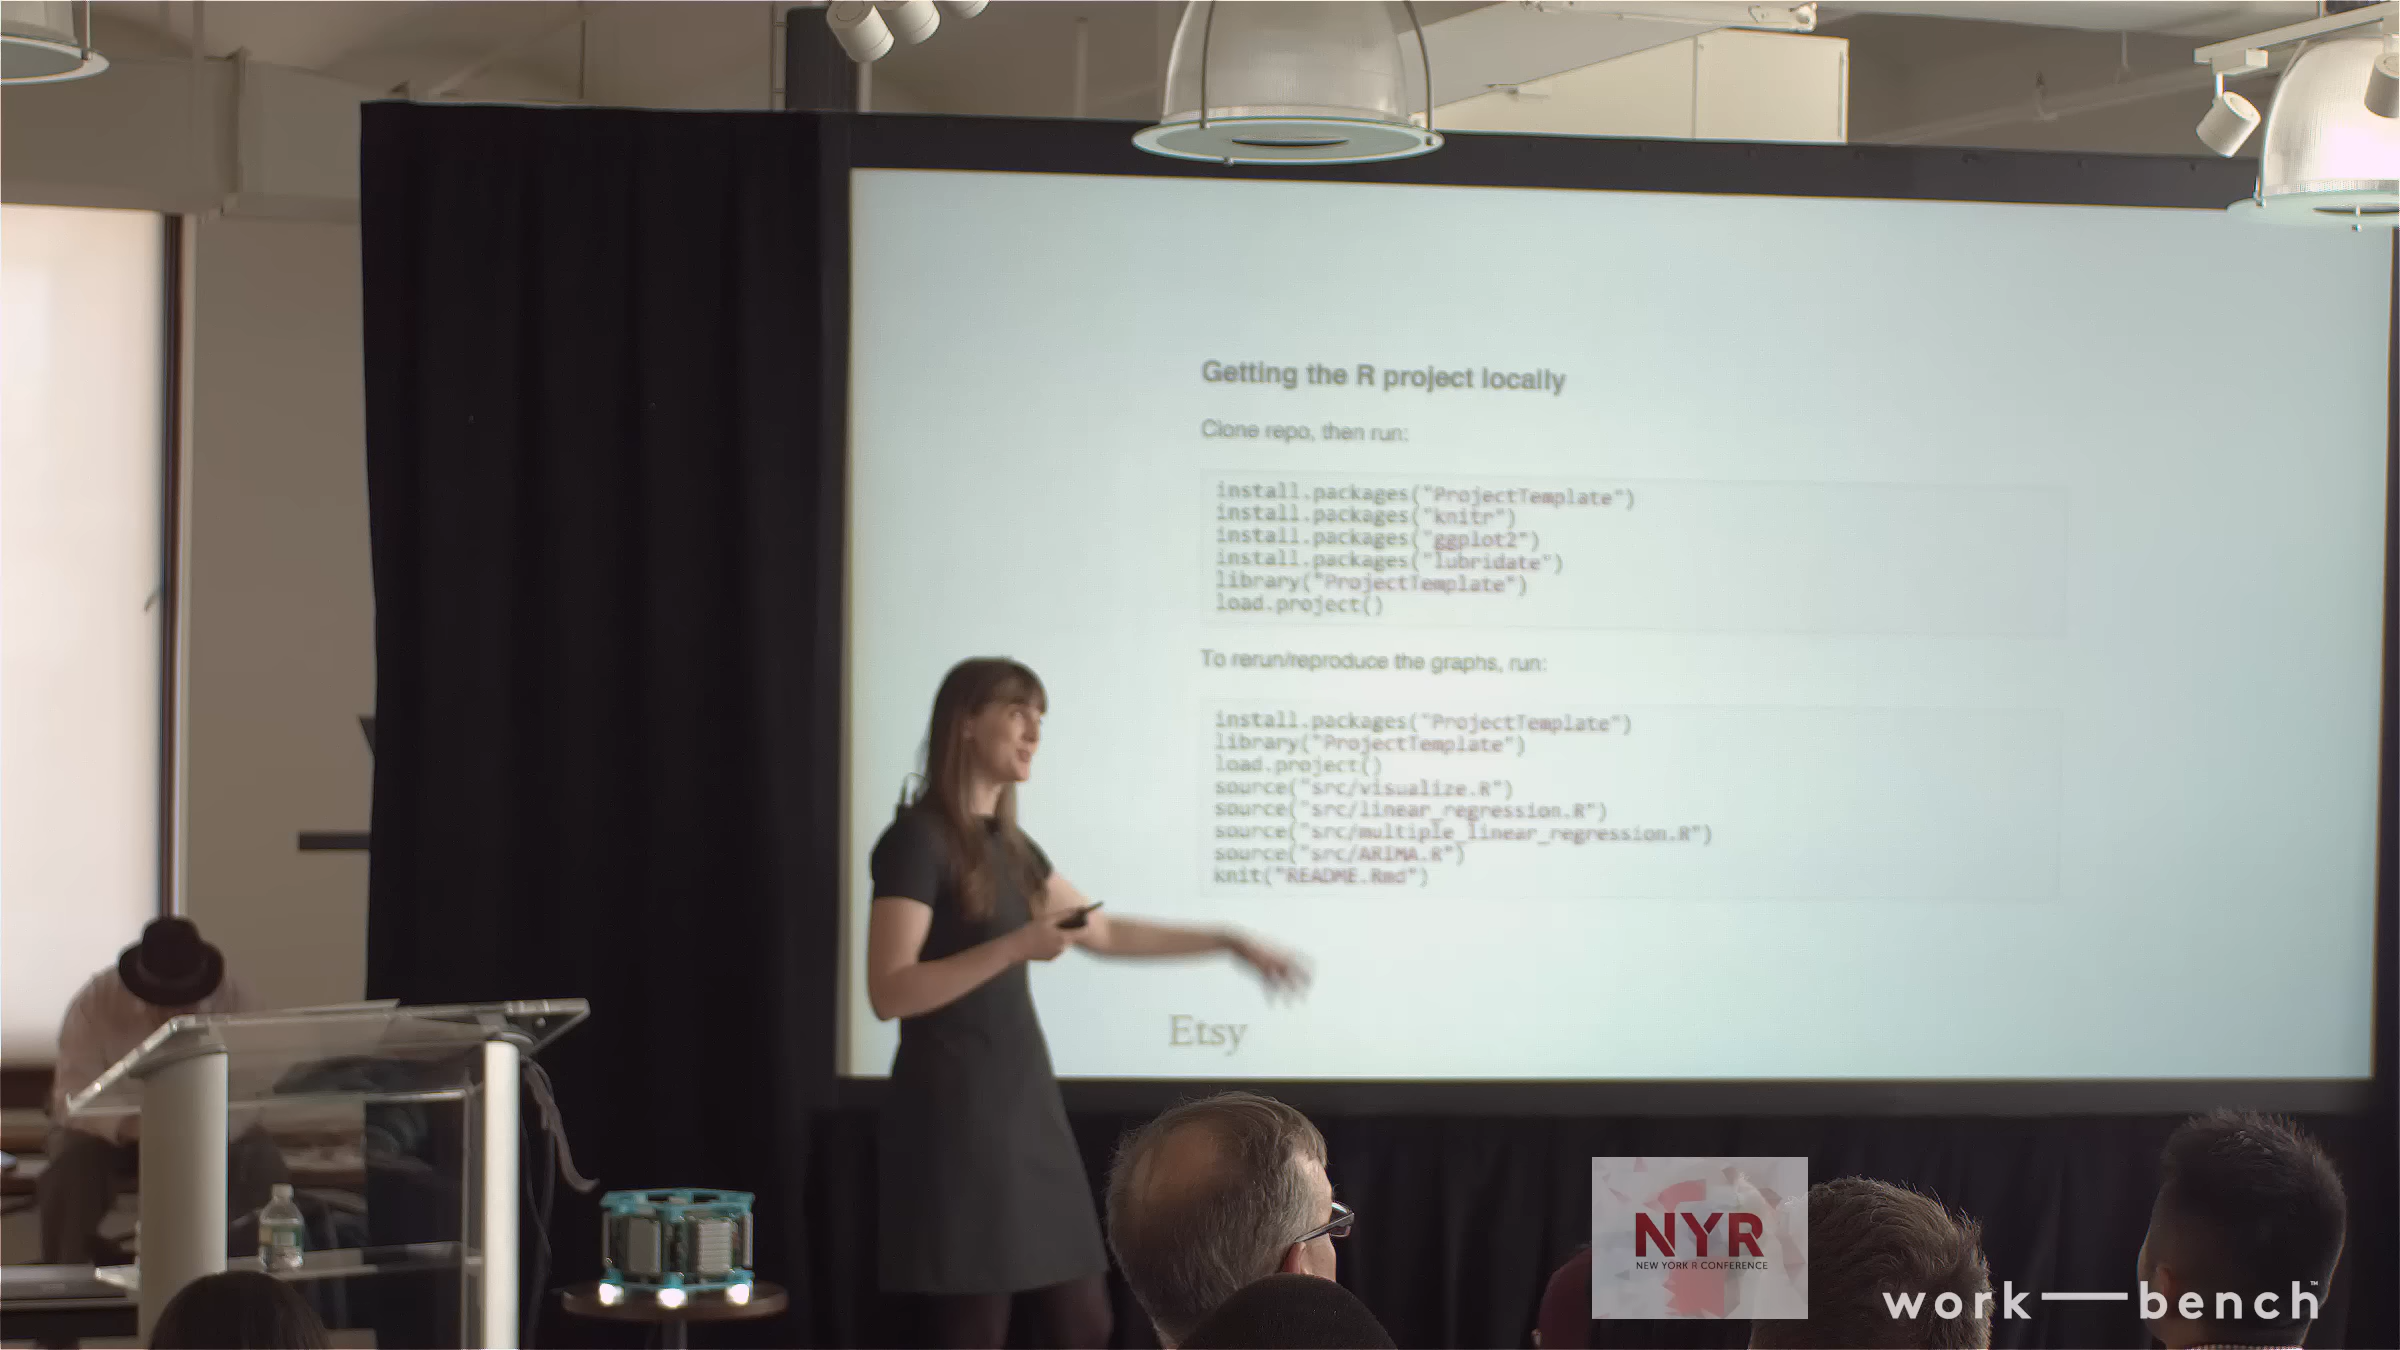 Getting the R project locally
Clone repo, then run:
install.packages("ProjectTemplate")
install.packages("knitr")
install.packages("ggplot2")
install.packages("lubridate")
library("ProjectTemplate")
load.project()
To rerun/reproduce the graphs, run:
install.packages("ProjectTemplate")
library("ProjectTemplate")
load.project()
source("src/visualize.R")
source("src/linear_regression.R")
source("src/multiple_linear_regression.R")
source("src/ARIMA.R")
knit("README.Rmd")
Etsy
NYR
NEW YORK R CONFERENCE
work—bench™